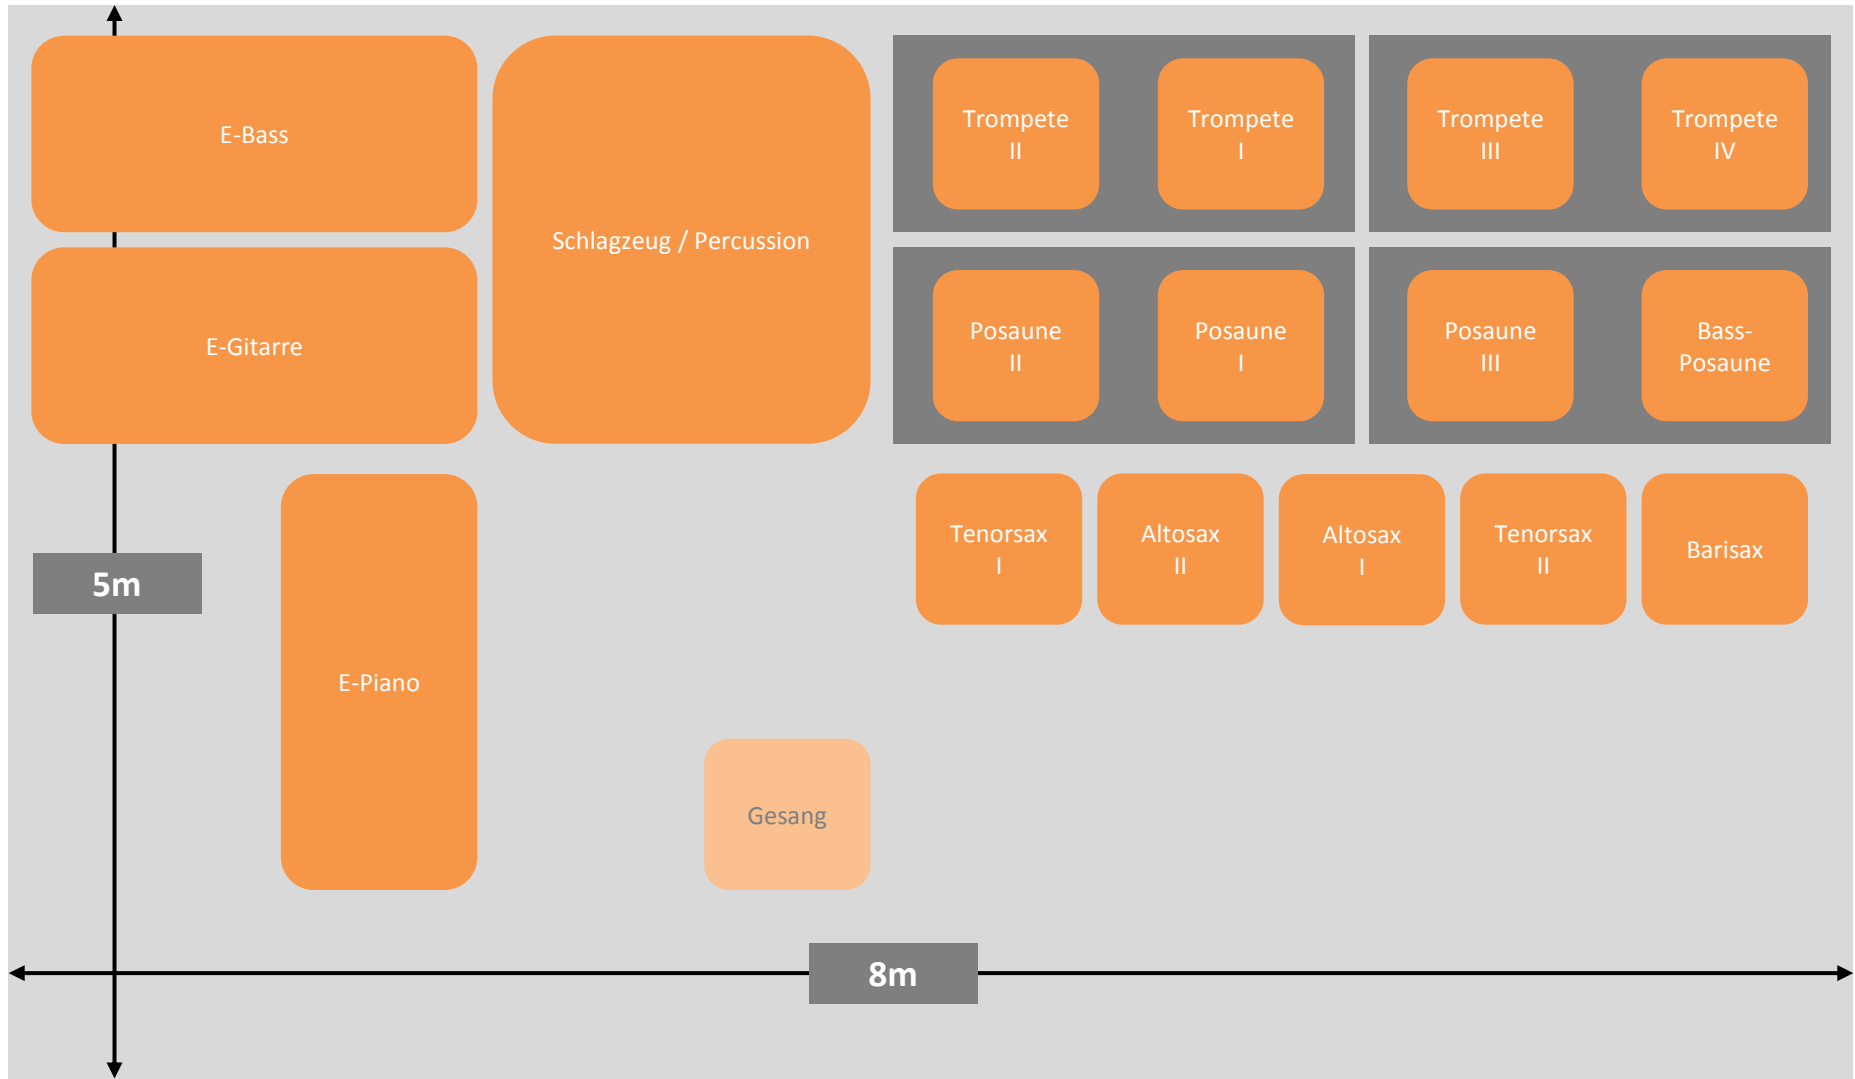 E-Bass
Schlagzeug / Percussion
Trompete
II
Trompete
I
Trompete
III
Trompete
IV
E-Gitarre
Posaune
II
Posaune
I
Posaune
III
Bass-
Posaune
Tenorsax
I
Altosax
II
Altosax
I
Tenorsax
II
Barisax
5m
E-Piano
Gesang
8m